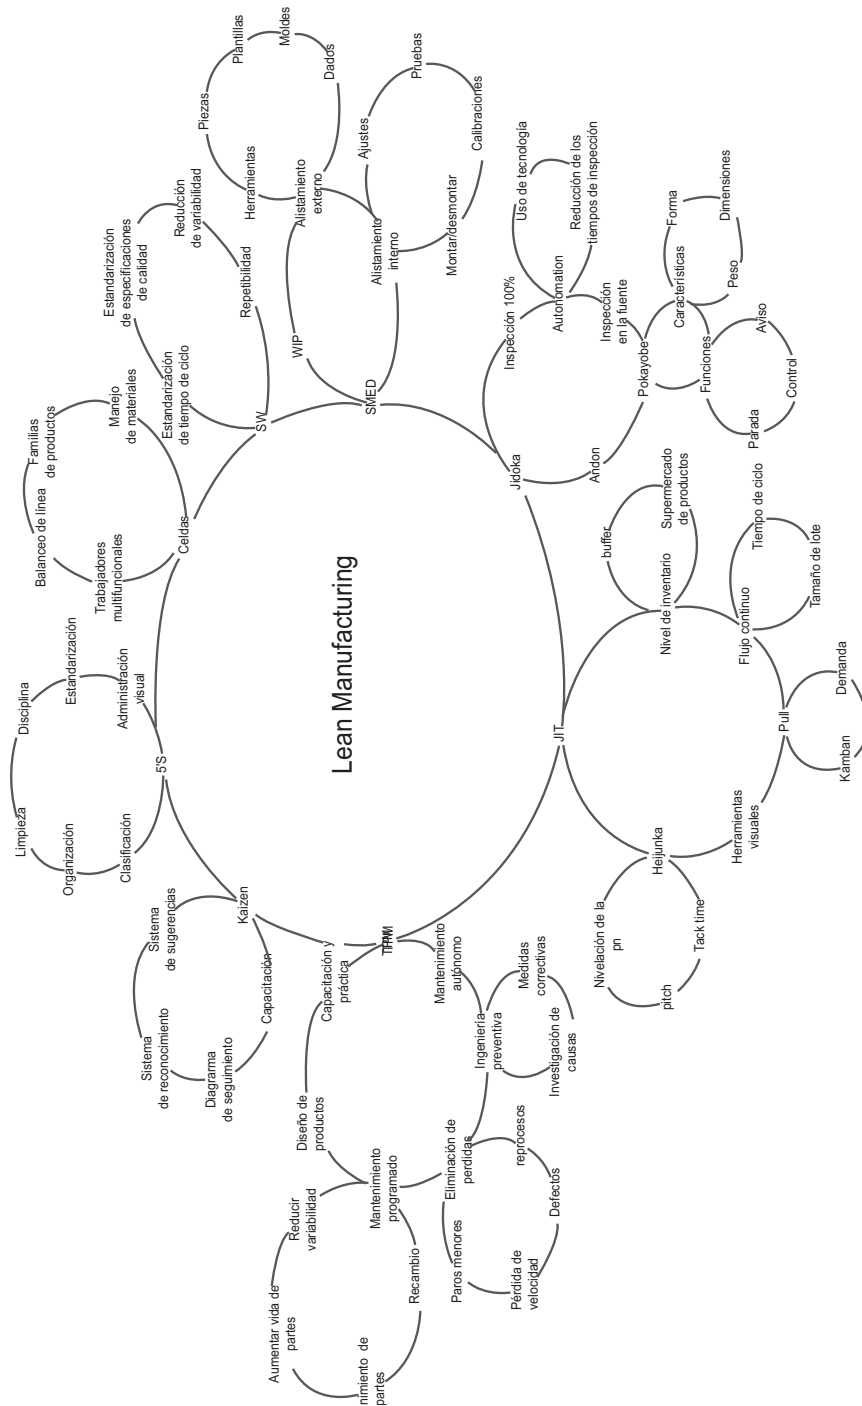 Lean Manufacturing
5'S
Clasificación
Organización
Limpieza
Disciplina
Estandarización
Administración
visual
Celdas
Trabajadores
multifuncionales
Balanceo de línea
Familias
de productos
Manejo
de materiales
SW
Estandarización
de tiempo de ciclo
Estandarización
de especificaciones
de calidad
Reducción
de variabilidad
Repetibilidad
SMED
WIP
Alistamiento
externo
Herramientas
Piezas
Plantillas
Moldes
Dados
Alistamiento
interno
Ajustes
Pruebas
Calibraciones
Montar/desmontar
Jidoka
Inspección 100%
Autonomation
Uso de tecnología
Reducción de los
tiempos de inspección
Inspección
en la fuente
Pokayobe
Características
Forma
Dimensiones
Peso
Funciones
Aviso
Control
Parada
Andon
JIT
Nivel de inventario
buffer
Supermercado
de productos
Flujo continuo
Tiempo de ciclo
Tamaño de lote
Pull
Demanda
Kamban
Herramientas
visuales
Heijunka
Nivelación de la
pn
pitch
Tack time
Mantenimiento
autónomo
Ingeniería
preventiva
Medidas
correctivas
Investigación de
causas
Eliminación de
perdidas
reprocesos
Defectos
Pérdida de
velocidad
Paros menores
Mantenimiento
programado
Recambio
nimiento de
partes
Aumentar vida de
partes
Reducir
variabilidad
Diseño de
productos
Capacitación y
práctica
Kaizen
Capacitación
Diagrarma
de seguimiento
Sistema
de reconocimiento
Sistema
de sugerencias